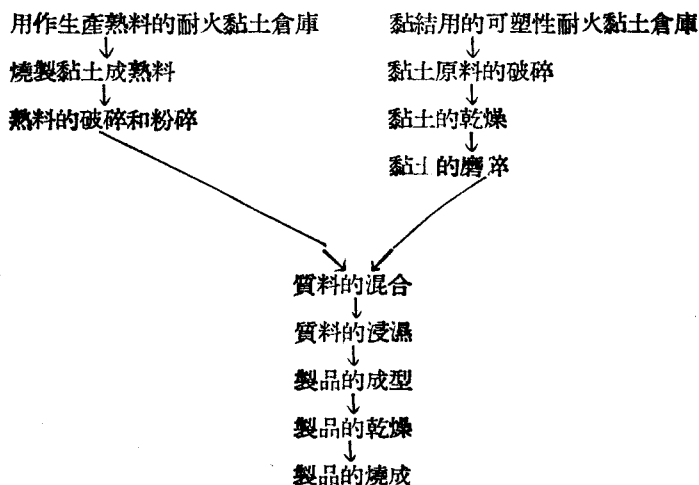 用作生產熟料的耐火黏土倉庫
燒製黏土成熟料
熟料的破碎和粉碎
黏結用的可塑性耐火黏土倉庫
黏土原料的破碎
黏土的乾燥
黏土的磨碎
質料的混合
質料的浸濕
製品的成型
製品的乾燥
製品的燒成